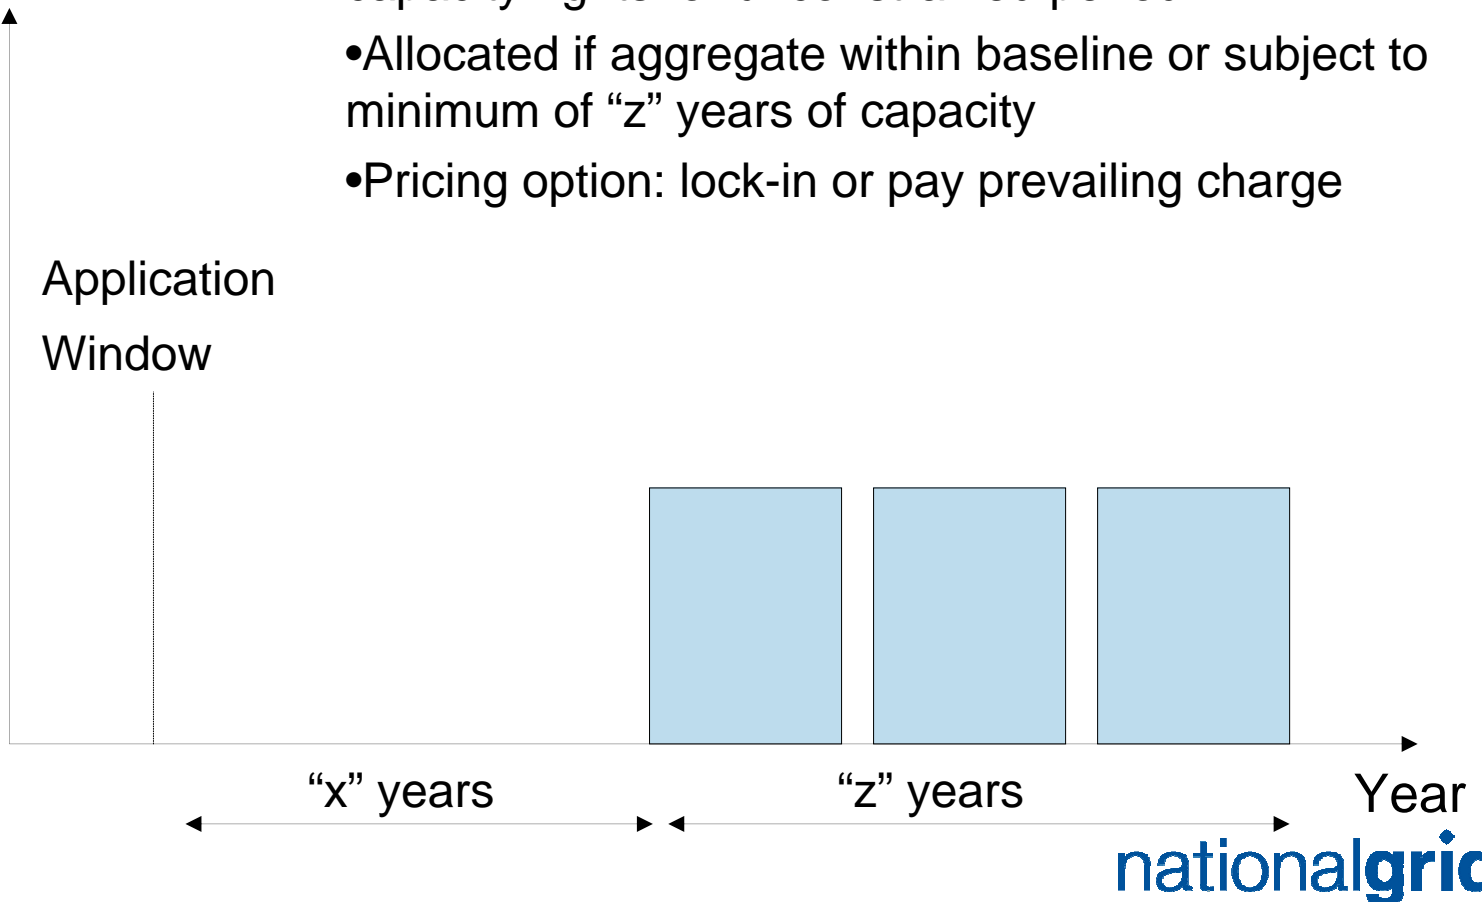 •Allocated if aggregate within baseline or subject to
minimum of “z” years of capacity
•Pricing option: lock-in or pay prevailing charge
Application
Window
“x” years
“z” years
Year
nationalgrid